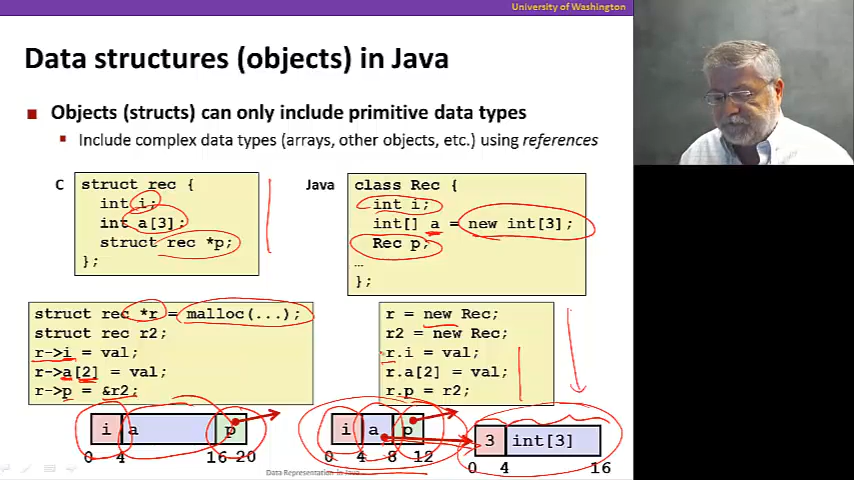 University of Washington
Data structures (objects) in Java
Objects (structs) can only include primitive data types
Include complex data types (arrays, other objects, etc.) using references
C
struct rec {
int i;
int a[3];
struct rec *p;
};
Java
class Rec {
int i;
int[] a = new int[3];
Rec p;
…
};
struct rec *r = malloc(...);
struct rec r2;
r->i = val;
r->a[2] = val;
r->p = &r2;
r = new Rec;
r2 = new Rec;
r.i = val;
r.a[2] = val;
r.p = r2;
i a p
0 4 16 20
i a p
0 4 8 12
3 int[3]
0 4 16
Data Representation in Java